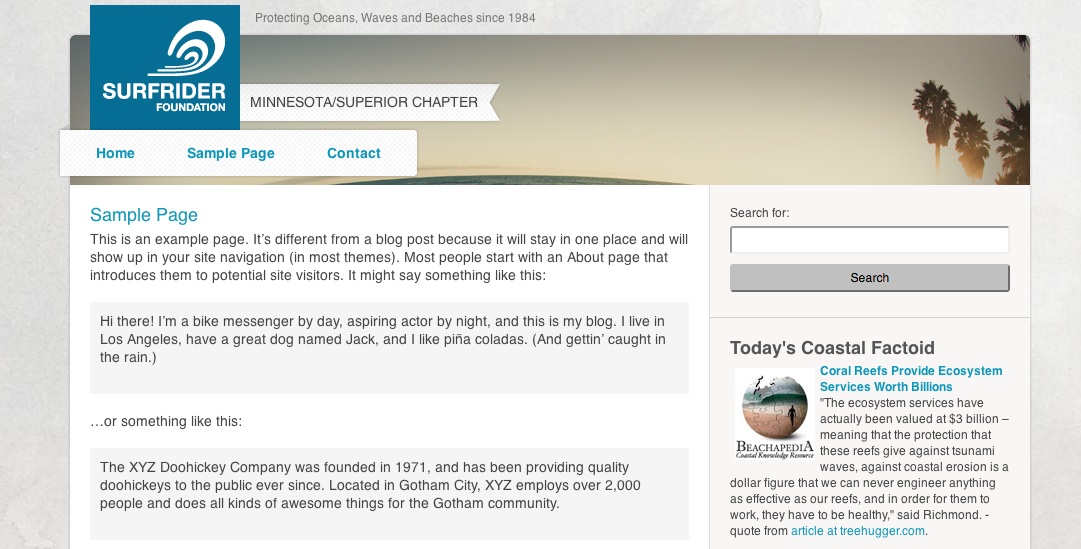 Protecting Oceans, Waves and Beaches since 1984
SURFRIDER
FOUNDATION
MINNESOTA/SUPERIOR CHAPTER
Home Sample Page Contact
Sample Page
This is an example page. It’s different from a blog post because it will stay in one place and will
show up in your site navigation (in most themes). Most people start with an About page that
introduces them to potential site visitors. It might say something like this:
Hi there! I’m a bike messenger by day, aspiring actor by night, and this is my blog. I live in
Los Angeles, have a great dog named Jack, and I like piña coladas. (And gettin’ caught in
the rain.)
…or something like this:
The XYZ Doohickey Company was founded in 1971, and has been providing quality
doohickeys to the public ever since. Located in Gotham City, XYZ employs over 2,000
people and does all kinds of awesome things for the Gotham community.
Search for:
Search
Today's Coastal Factoid
BEACHAPEDIA
Coastal Knowledge Resource
Coral Reefs Provide Ecosystem
Services Worth Billions
"The ecosystem services have
actually been valued at $3 billion –
meaning that the protection that
these reefs give against tsunami
waves, against coastal erosion is a
dollar figure that we can never engineer anything
as effective as our reefs, and in order for them to
work, they have to be healthy," said Richmond. -
quote from article at treehugger.com.